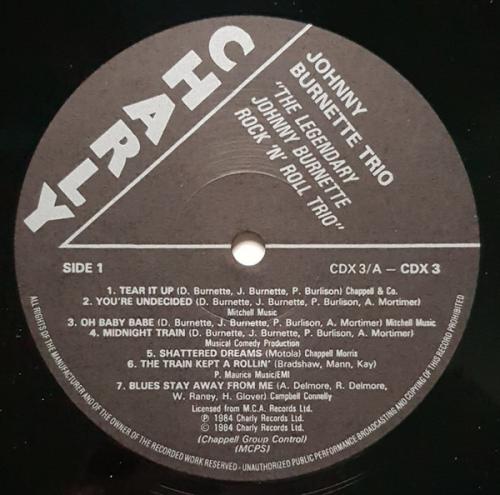 CHARLY
JOHNNY
BURNETTE TRIO
"THE LEGENDARY
JOHNNY BURNETTE
ROCK 'N' ROLL TRIO"
SIDE 1
CDX 3/A – CDX 3
1. TEAR IT UP (D. Burnette, J. Burnette, P. Burlison) Chappell & Co.
2. YOU'RE UNDECIDED (D. Burnette, J. Burnette, P. Burlison, A. Mortimer)
Mitchell Music
3. OH BABY BABE (D. Burnette, J. Burnette, P. Burlison, A. Mortimer) Mitchell Music
4. MIDNIGHT TRAIN (D. Burnette, J. Burnette, P. Burlison, A. Mortimer)
Musical Comedy Production
5. SHATTERED DREAMS (Motola) Chappell Morris
6. THE TRAIN KEPT A ROLLIN' (Bradshaw, Mann, Kay)
P. Maurice Music/EMI
7. BLUES STAY AWAY FROM ME (A. Delmore, R. Delmore,
W. Raney, H. Glover) Campbell Connelly
Licensed from M.C.A. Records Ltd.
℗ 1984 Charly Records Ltd.
© 1984 Charly Records Ltd.
(Chappell Group Control)
(MCPS)
ALL RIGHTS OF THE MANUFACTURER AND OF THE OWNER OF THE RECORDED WORK RESERVED – UNAUTHORIZED PUBLIC PERFORMANCE BROADCASTING AND COPYING OF THIS RECORD PROHIBITED